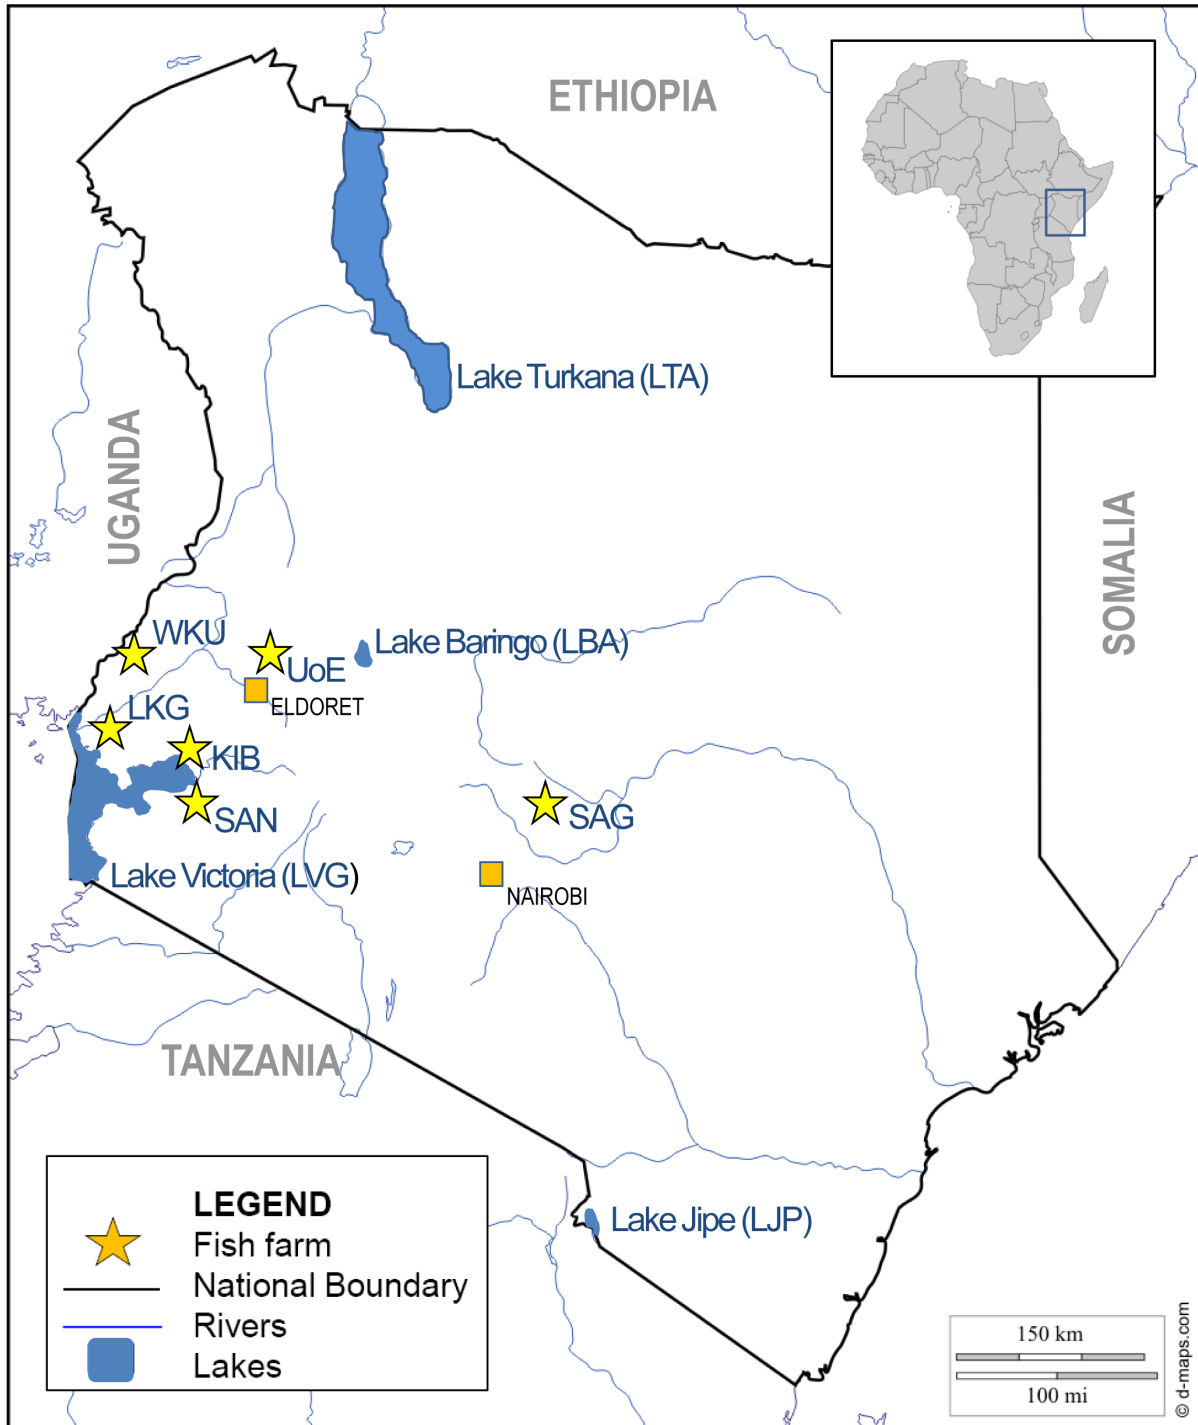 ETHIOPIA
Lake Turkana (LTA)
UGANDA
SOMALIA
WKU
Lake Baringo (LBA)
UoE
ELDORET
LKG
KIB
SAN
SAG
Lake Victoria (LVG)
NAIROBI
TANZANIA
LEGEND
Fish farm
National Boundary
Rivers
Lakes
Lake Jipe (LJP)
150 km
100 mi
© d-maps.com